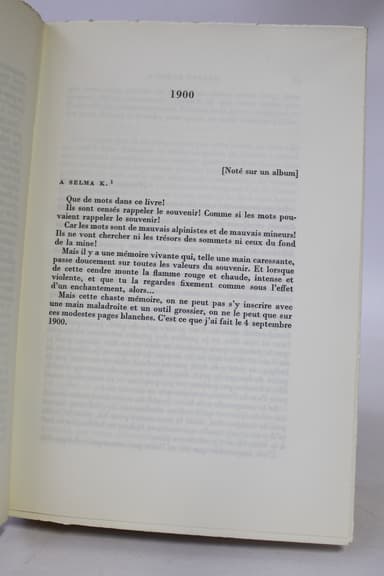 1900
[Noté sur un album]
A SELMA K. 1
Que de mots dans ce livre!
Ils sont censés rappeler le souvenir! Comme si les mots pou-
vaient rappeler le souvenir!
Car les mots sont de mauvais alpinistes et de mauvais mineurs!
Ils ne vont chercher ni les trésors des sommets ni ceux du fond
de la mine!
Mais il y a une mémoire vivante qui, telle une main caressante,
passe doucement sur toutes les valeurs du souvenir. Et lorsque
de cette cendre monte la flamme rouge et chaude, intense et
violente, et que tu la regardes fixement comme sous l'effet
d'un enchantement, alors...
Mais cette chaste mémoire, on ne peut pas s'y inscrire avec
une main maladroite et un outil grossier, on ne le peut que sur
ces modestes pages blanches. C'est ce que j'ai fait le 4 septembre
1900.